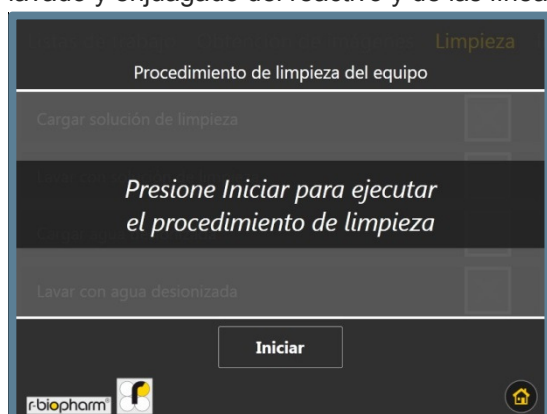 lavado y enjuagado del reactivo y de las línea
Limpieza
Procedimiento de limpieza del equipo
Cargar solución de limpieza
Presione Iniciar para ejecutar
el procedimiento de limpieza
Lavar con agua desionizada
Iniciar
r-biopharm